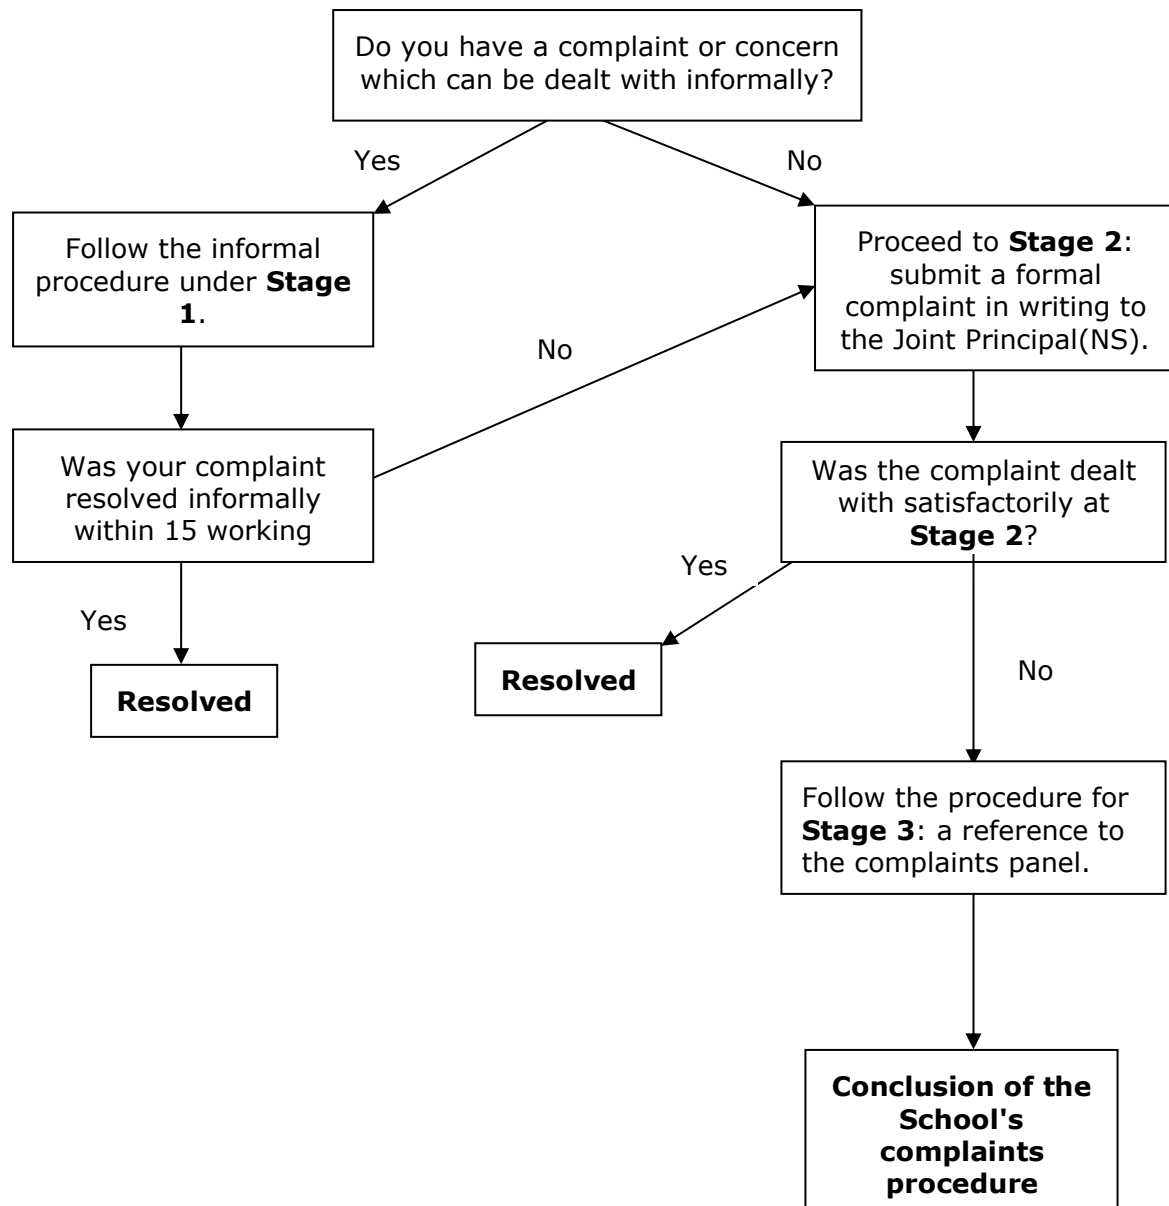 Do you have a complaint or concern
which can be dealt with informally?
Yes
No
Follow the informal
procedure under Stage
1.
Proceed to Stage 2:
submit a formal
complaint in writing to
the Joint Principal(NS).
No
Was your complaint
resolved informally
within 15 working
Was the complaint dealt
with satisfactorily at
Stage 2?
Yes
Yes
Resolved
Resolved
No
Follow the procedure for
Stage 3: a reference to
the complaints panel.
Conclusion of the
School's
complaints
procedure